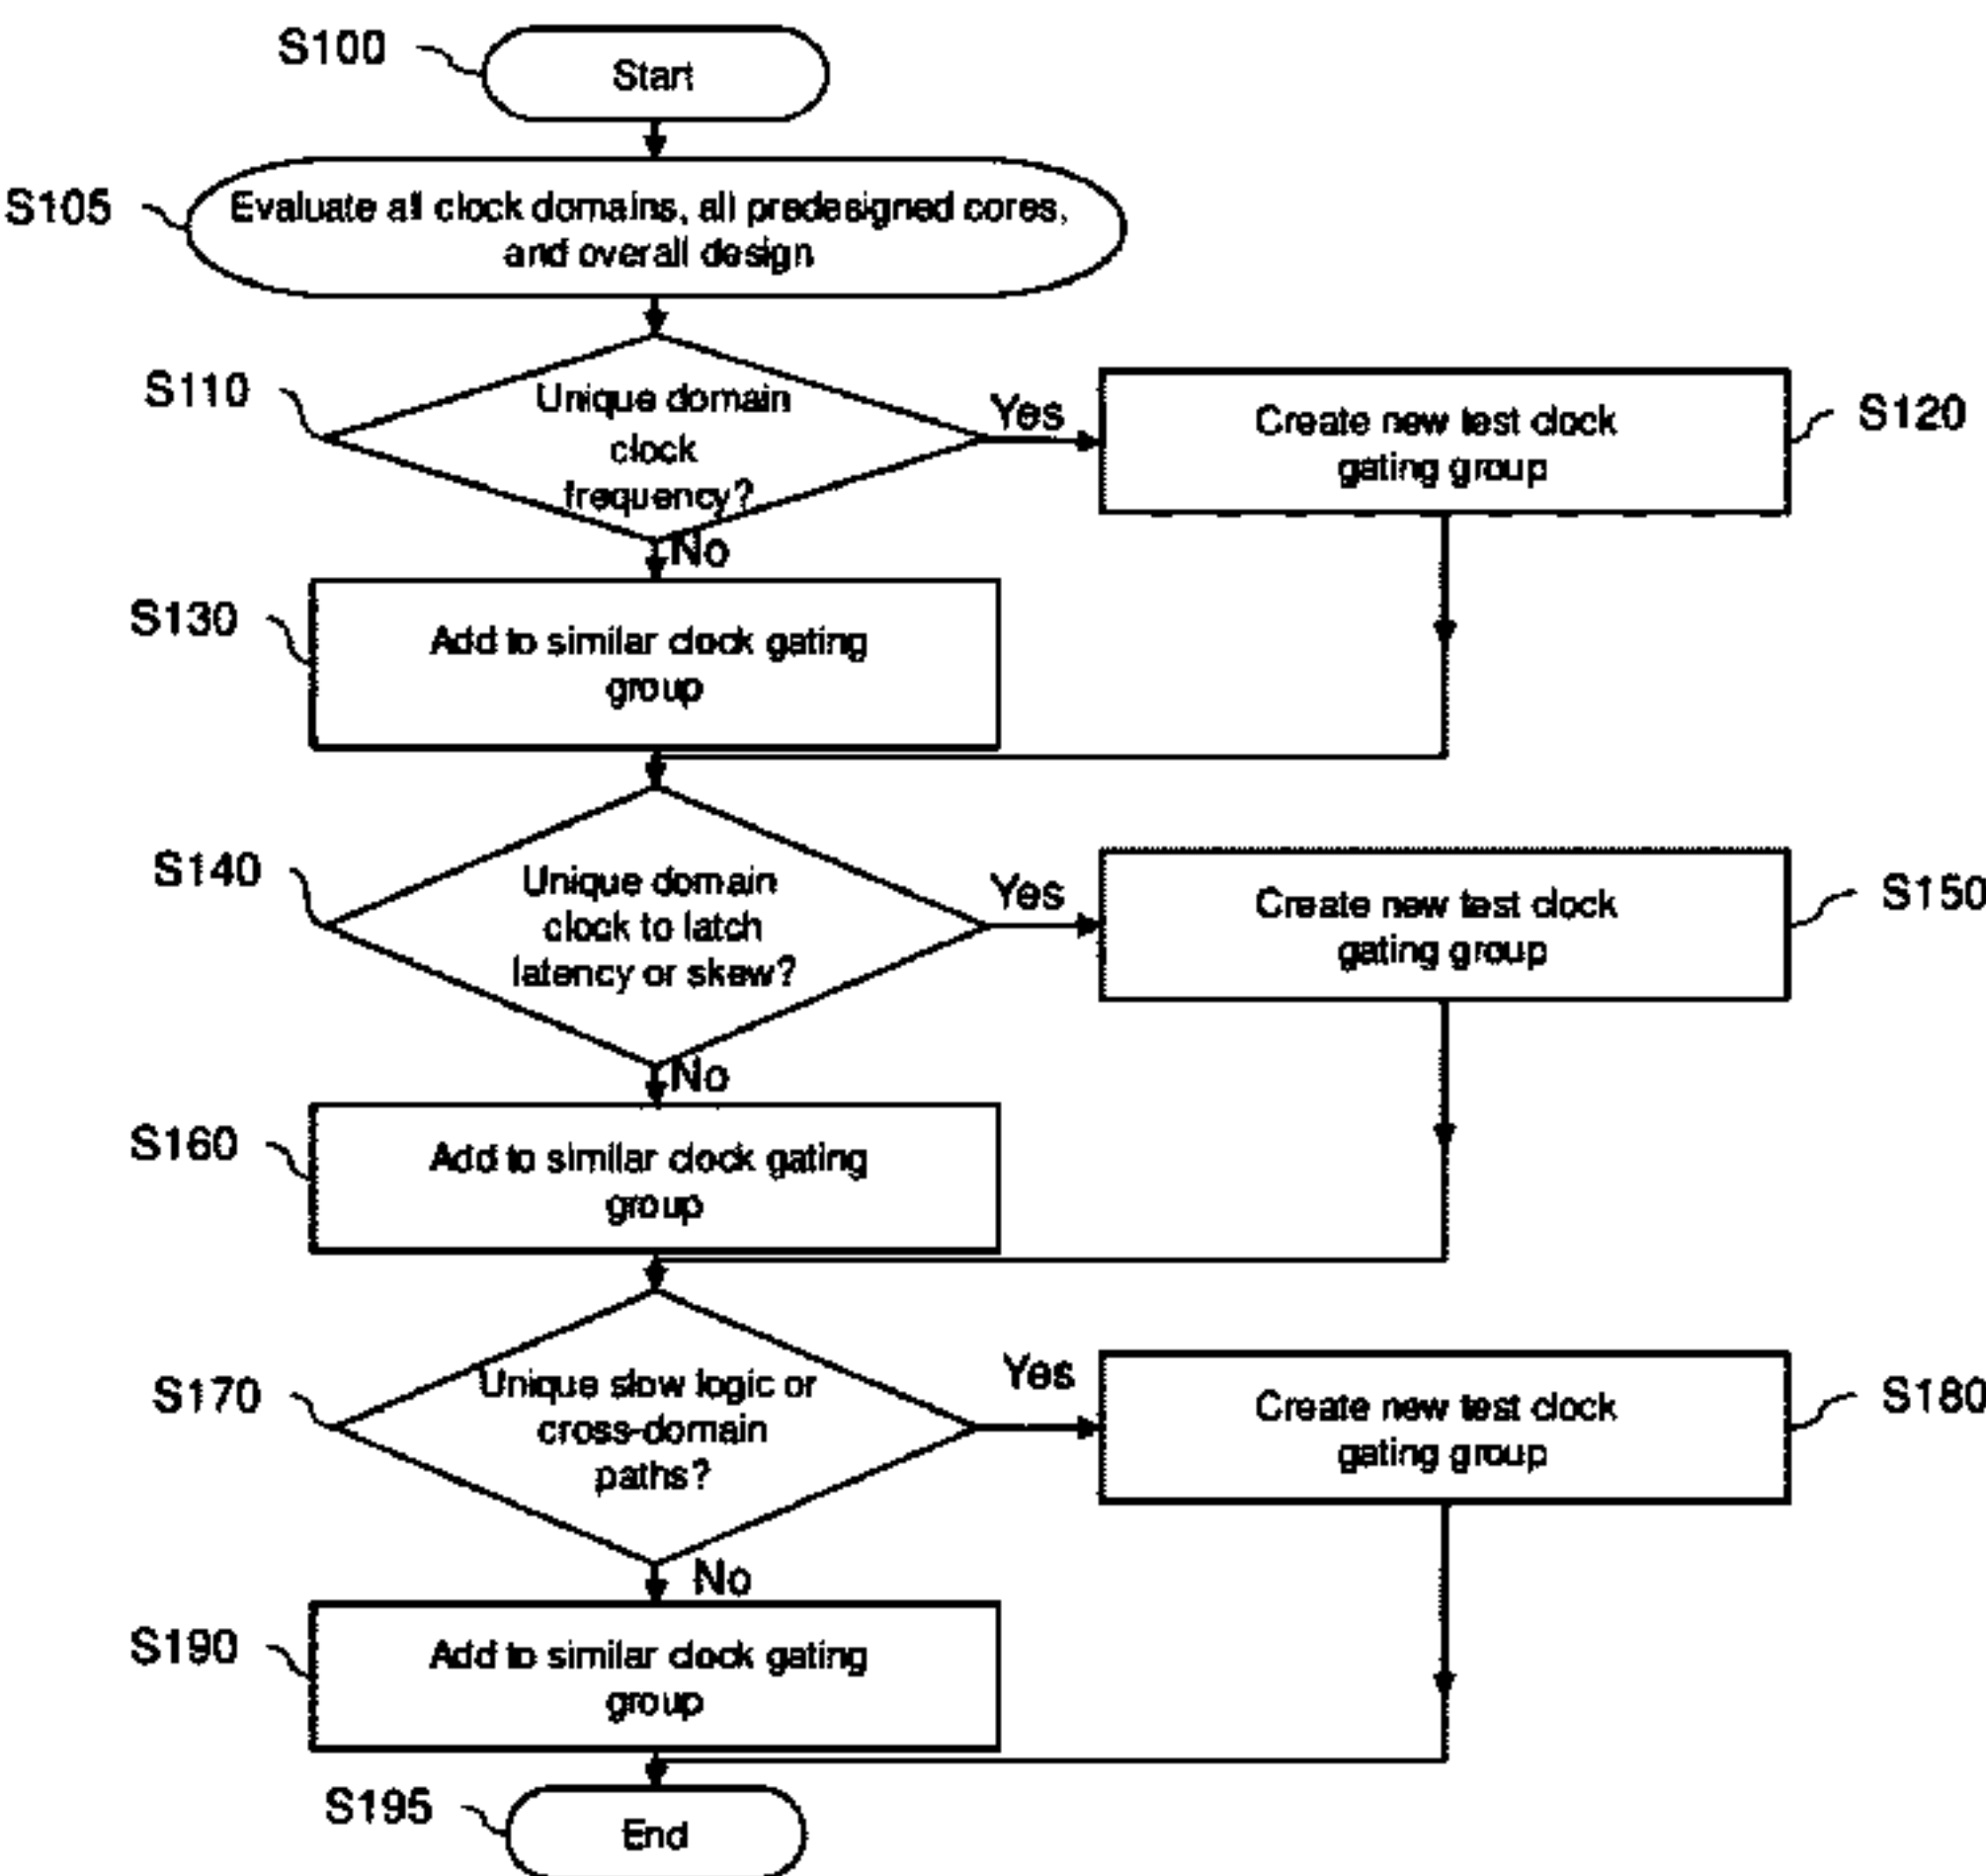 S100
Start
S105
Evaluate all clock domains, all predesigned cores,
and overall design
S110
Unique domain
clock
frequency?
Yes
Create new test clock
gating group
S120
No
S130
Add to similar clock gating
group
S140
Unique domain
clock to latch
latency or skew?
Yes
Create new test clock
gating group
S150
No
S160
Add to similar clock gating
group
S170
Unique slow logic or
cross-domain
paths?
Yes
Create new test clock
gating group
S180
No
S190
Add to similar clock gating
group
S195
End